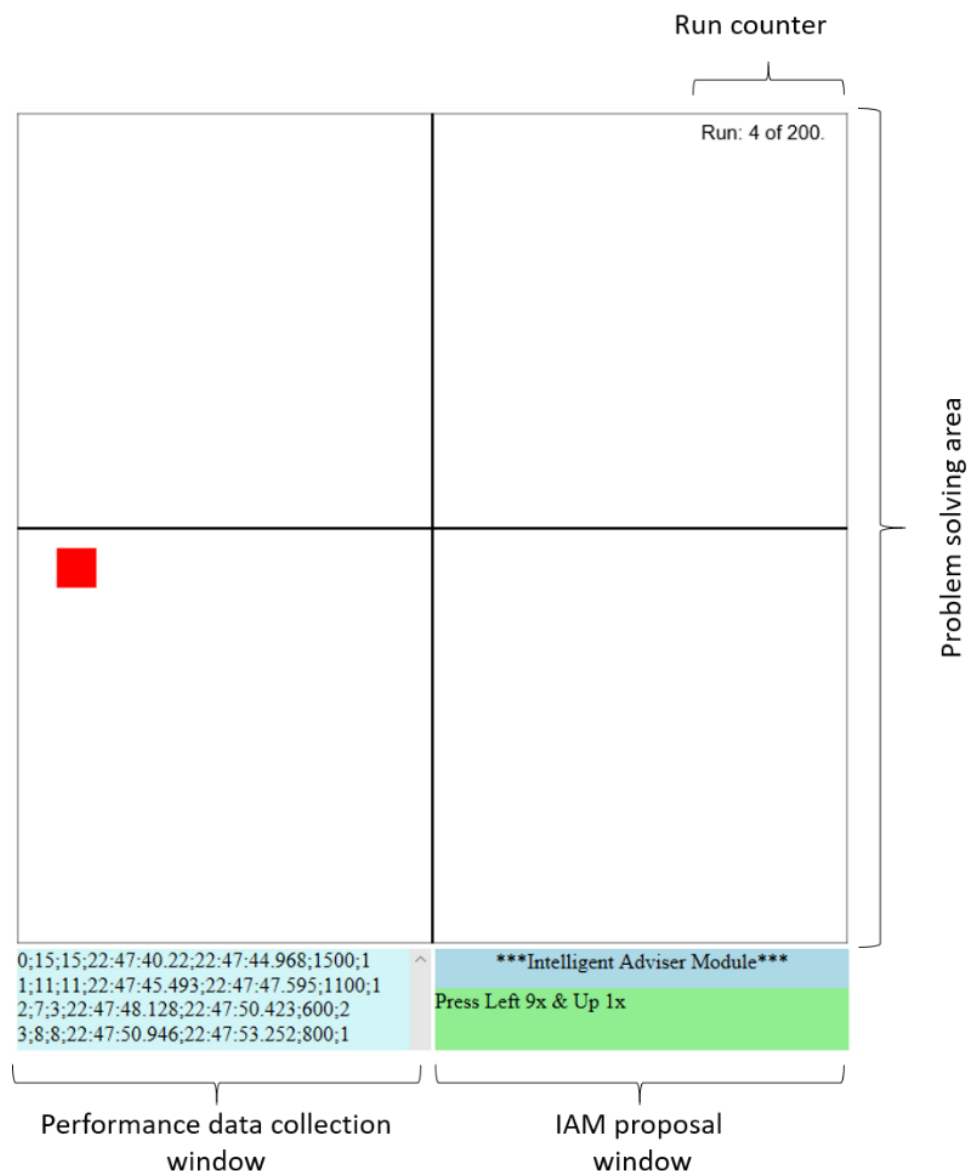 Run counter
Run: 4 of 200.
Problem solving area
0;15;15;22:47:40.22;22:47:44.968;1500;1
1;11;11;22:47:45.493;22:47:47.595;1100;1
2;7;3;22:47:48.128;22:47:50.423;600;2
3;8;8;22:47:50.946;22:47:53.252;800;1
***Intelligent Adviser Module***
Press Left 9x & Up 1x
Performance data collection
window
IAM proposal
window